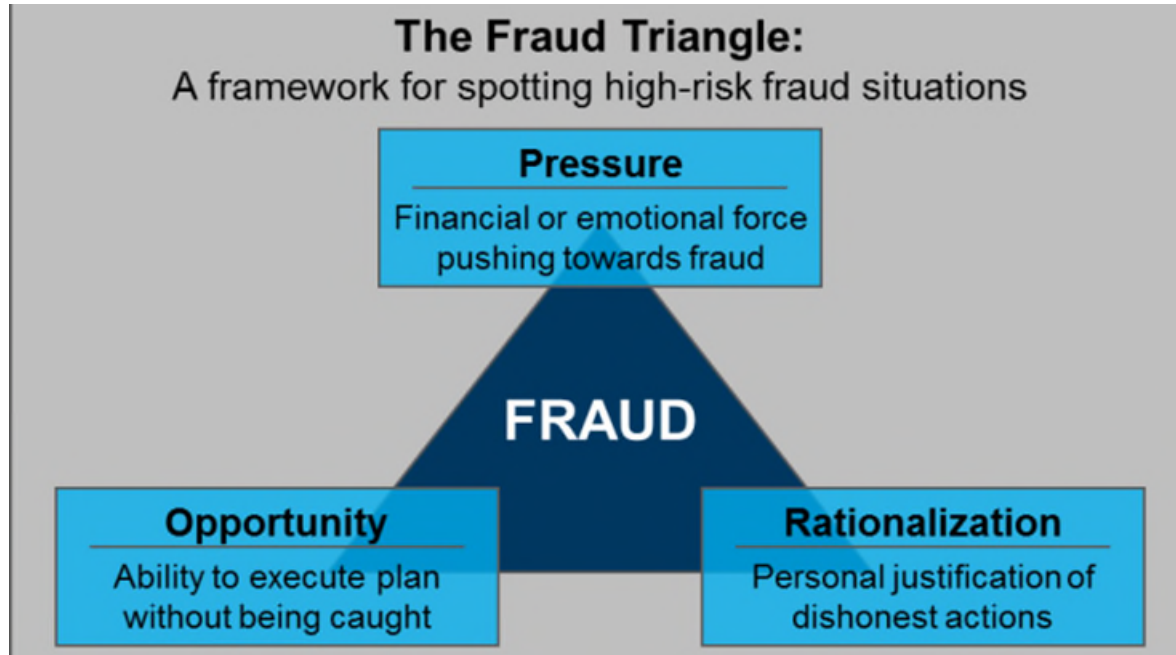 The Fraud Triangle:
A framework for spotting high-risk fraud situations
Pressure
Financial or emotional force
pushing towards fraud
FRAUD
Opportunity
Ability to execute plan
without being caught
Rationalization
Personal justification of
dishonest actions